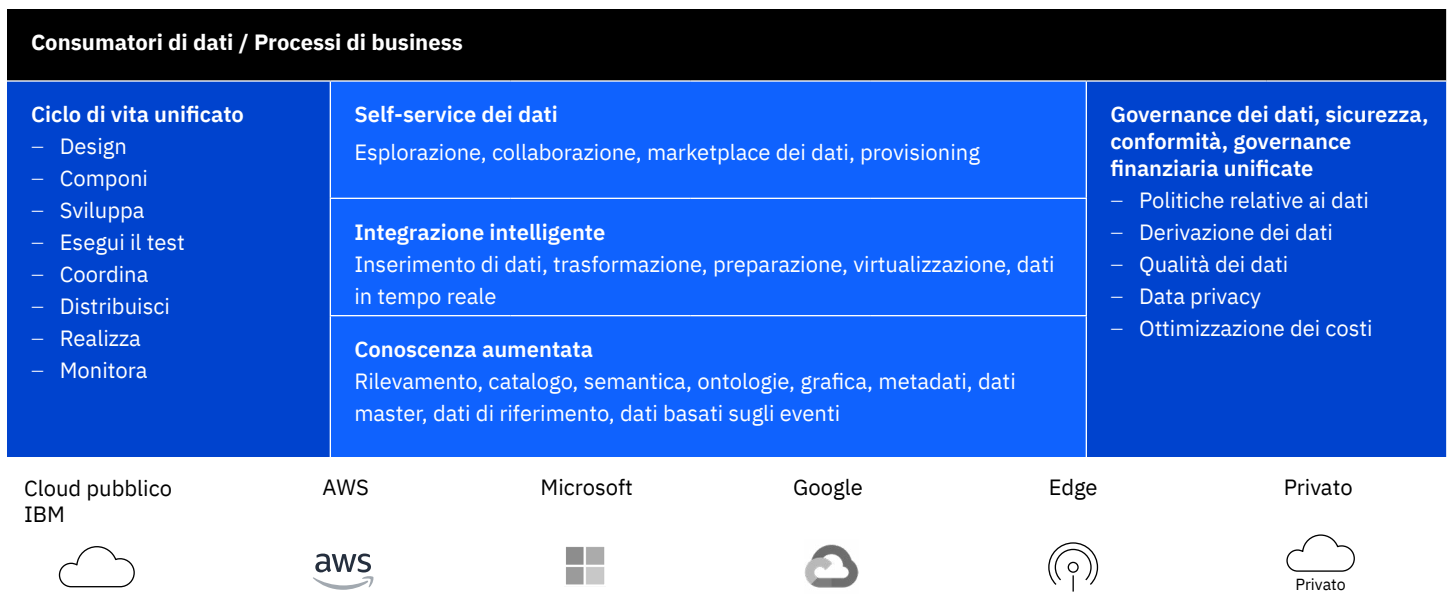 Consumatori di dati / Processi di business
Ciclo di vita unificato
– Design
– Componi
– Sviluppa
– Esegui il test
– Coordina
– Distribuisci
– Realizza
– Monitora
Self-service dei dati
Esplorazione, collaborazione, marketplace dei dati, provisioning
Integrazione intelligente
Inserimento di dati, trasformazione, preparazione, virtualizzazione, dati
in tempo reale
Conoscenza aumentata
Rilevamento, catalogo, semantica, ontologie, grafica, metadati, dati
master, dati di riferimento, dati basati sugli eventi
Governance dei dati, sicurezza,
conformità, governance
finanziaria unificate
– Politiche relative ai dati
– Derivazione dei dati
– Qualità dei dati
– Data privacy
– Ottimizzazione dei costi
Cloud pubblico
IBM
AWS
aws
Microsoft
Google
Edge
Privato
Privato